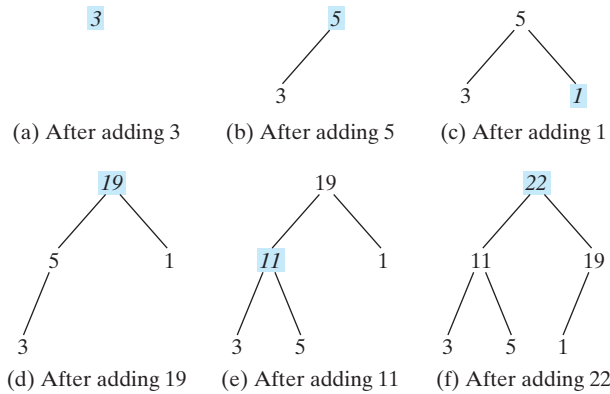 3 5 5
3 3 1
(a) After adding 3 (b) After adding 5 (c) After adding 1
19 19 22
5 1 11 1 11 19
3 3 5 3 5 1
(d) After adding 19 (e) After adding 11 (f) After adding 22